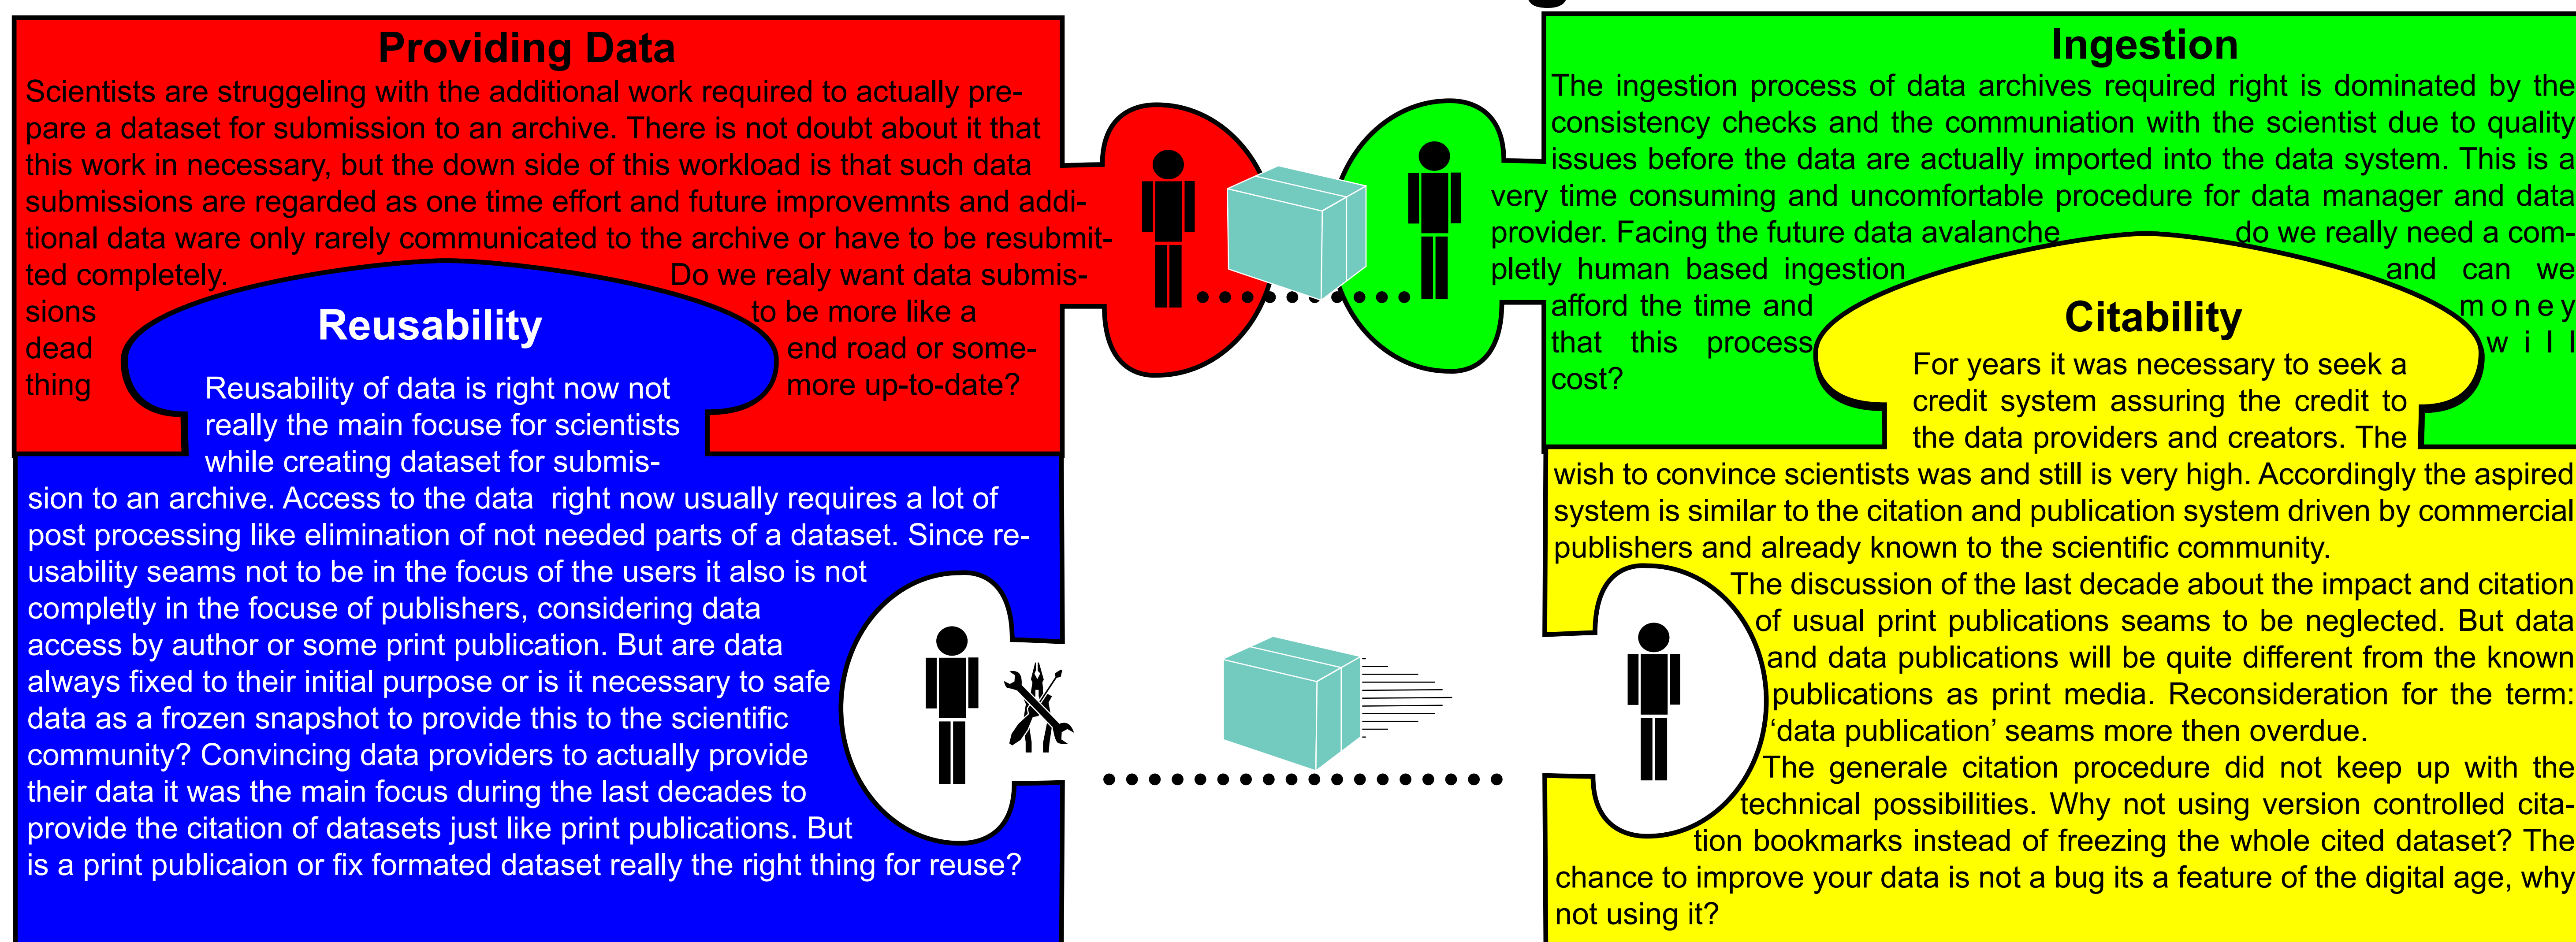 Providing Data
Scientists are struggeling with the additional work required to actually pre-
pare a dataset for submission to an archive. There is not doubt about it that
this work in necessary, but the down side of this workload is that such data
submissions are regarded as one time effort and future improvemnts and addi-
tional data ware only rarely communicated to the archive or have to be resubmit-
ted completely. Do we realy want data submis-
sions to be more like a
dead end road or some-
thing more up-to-date?
Reusability
Reusability of data is right now not
really the main focuse for scientists
while creating dataset for submis-
sion to an archive. Access to the data right now usually requires a lot of
post processing like elimination of not needed parts of a dataset. Since re-
usability seams not to be in the focus of the users it also is not
completly in the focuse of publishers, considering data
access by author or some print publication. But are data
always fixed to their initial purpose or is it necessary to safe
data as a frozen snapshot to provide this to the scientific
community? Convincing data providers to actually provide
their data it was the main focus during the last decades to
provide the citation of datasets just like print publications. But
is a print publicaion or fix formated dataset really the right thing for reuse?
Ingestion
The ingestion process of data archives required right is dominated by the
consistency checks and the communiation with the scientist due to quality
issues before the data are actually imported into the data system. This is a
very time consuming and uncomfortable procedure for data manager and data
provider. Facing the future data avalanche do we really need a com-
pletly human based ingestion and can we
afford the time and money
that this process will
cost?
Citability
For years it was necessary to seek a
credit system assuring the credit to
the data providers and creators. The
wish to convince scientists was and still is very high. Accordingly the aspired
system is similar to the citation and publication system driven by commercial
publishers and already known to the scientific community.
The discussion of the last decade about the impact and citation
of usual print publications seams to be neglected. But data
and data publications will be quite different from the known
publications as print media. Reconsideration for the term:
‘data publication’ seams more then overdue.
The generale citation procedure did not keep up with the
technical possibilities. Why not using version controlled cita-
tion bookmarks instead of freezing the whole cited dataset? The
chance to improve your data is not a bug its a feature of the digital age, why
not using it?